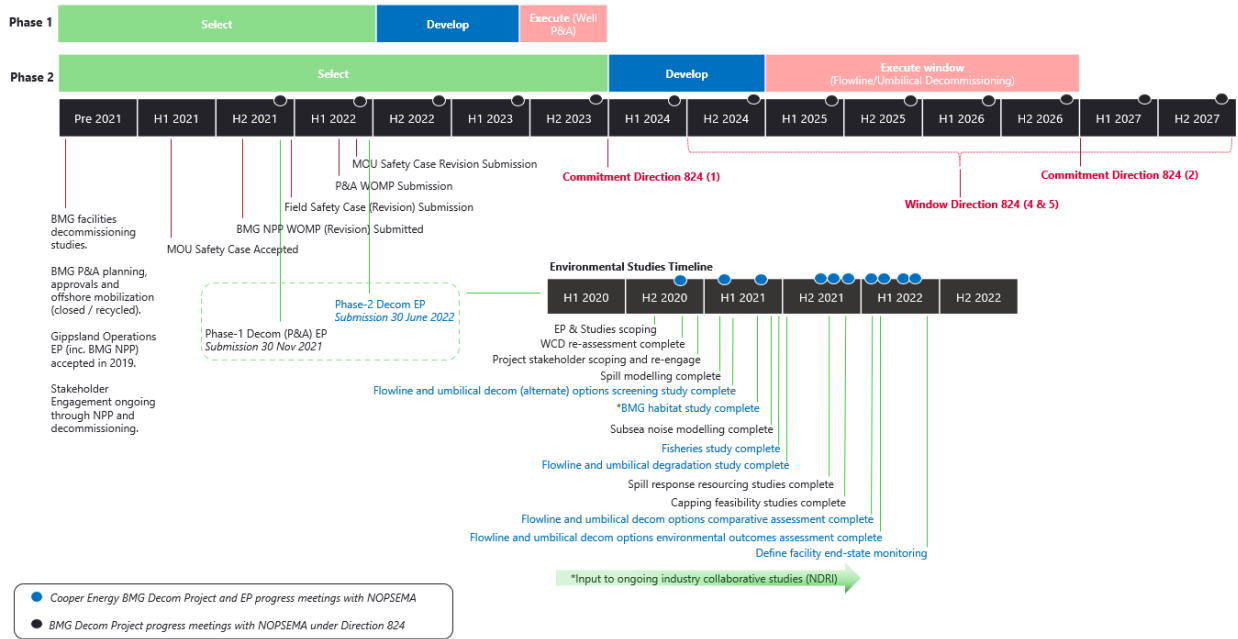 Phase 1
Select
Develop
Execute (Well
P&A)
Phase 2
Select
Develop
Execute window
(Flowline/Umbilical Decommissioning)
Pre 2021
H1 2021
H2 2021
H1 2022
H2 2022
H1 2023
H2 2023
H1 2024
H2 2024
H1 2025
H2 2025
H1 2026
H2 2026
H1 2027
H2 2027
MOU Safety Case Revision Submission
P&A WOMP Submission
Field Safety Case (Revision) Submission
BMG NPP WOMP (Revision) Submitted
MOU Safety Case Accepted
Commitment Direction 824 (1)
Commitment Direction 824 (2)
Window Direction 824 (4 & 5)
BMG facilities
decommissioning
studies.
BMG P&A planning,
approvals and
offshore mobilization
(closed / recycled).
Gippsland Operations
EP (inc. BMG NPP)
accepted in 2019.
Stakeholder
Engagement ongoing
through NPP and
decommissioning.
Phase-2 Decom EP
Submission 30 June 2022
Phase-1 Decom (P&A) EP
Submission 30 Nov 2021
Environmental Studies Timeline
H1 2020
H2 2020
H1 2021
H2 2021
H1 2022
H2 2022
EP & Studies scoping
WCD re-assessment complete
Project stakeholder scoping and re-engage
Spill modelling complete
Flowline and umbilical decom (alternate) options screening study complete
*BMG habitat study complete
Subsea noise modelling complete
Fisheries study complete
Flowline and umbilical degradation study complete
Spill response resourcing studies complete
Capping feasibility studies complete
Flowline and umbilical decom options comparative assessment complete
Flowline and umbilical decom options environmental outcomes assessment complete
Define facility end-state monitoring
*Input to ongoing industry collaborative studies (NDRI)
Cooper Energy BMG Decom Project and EP progress meetings with NOPSEMA
BMG Decom Project progress meetings with NOPSEMA under Direction 824